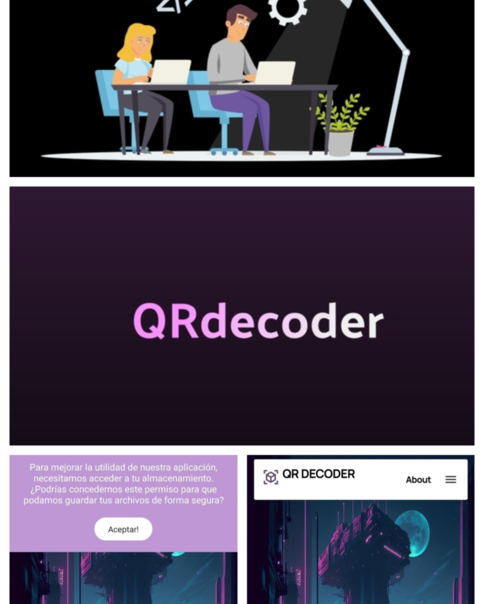 QRdecoder
Para mejorar la utilidad de nuestra aplicación,
necesitamos acceder a tu almacenamiento.
¿Podrías concedernos este permiso para que
podamos guardar tus archivos de forma segura?
Aceptar!
QR DECODER
About